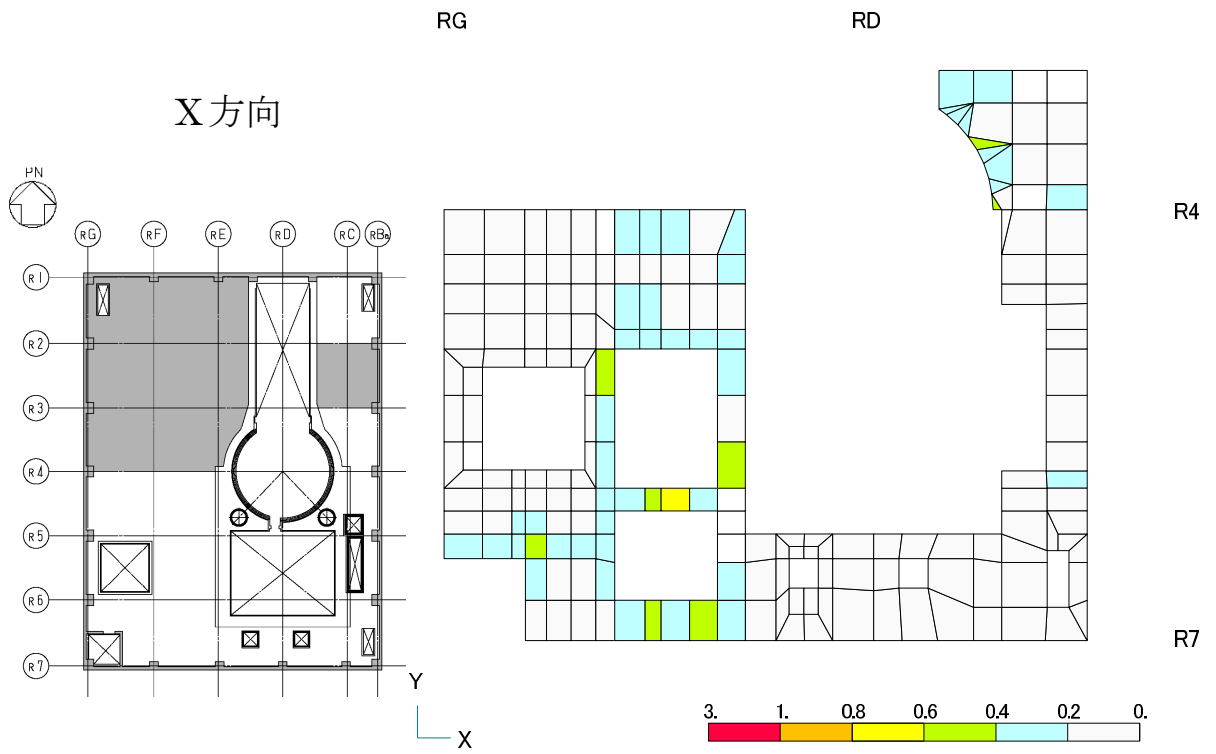 RG RD
X方向
PN
RG RF RE RD RC RBa
R4
R1
R2
R3
R4
R5
R6
R7
R7
Y
X
3. 1. 0.8 0.6 0.4 0.2 0.